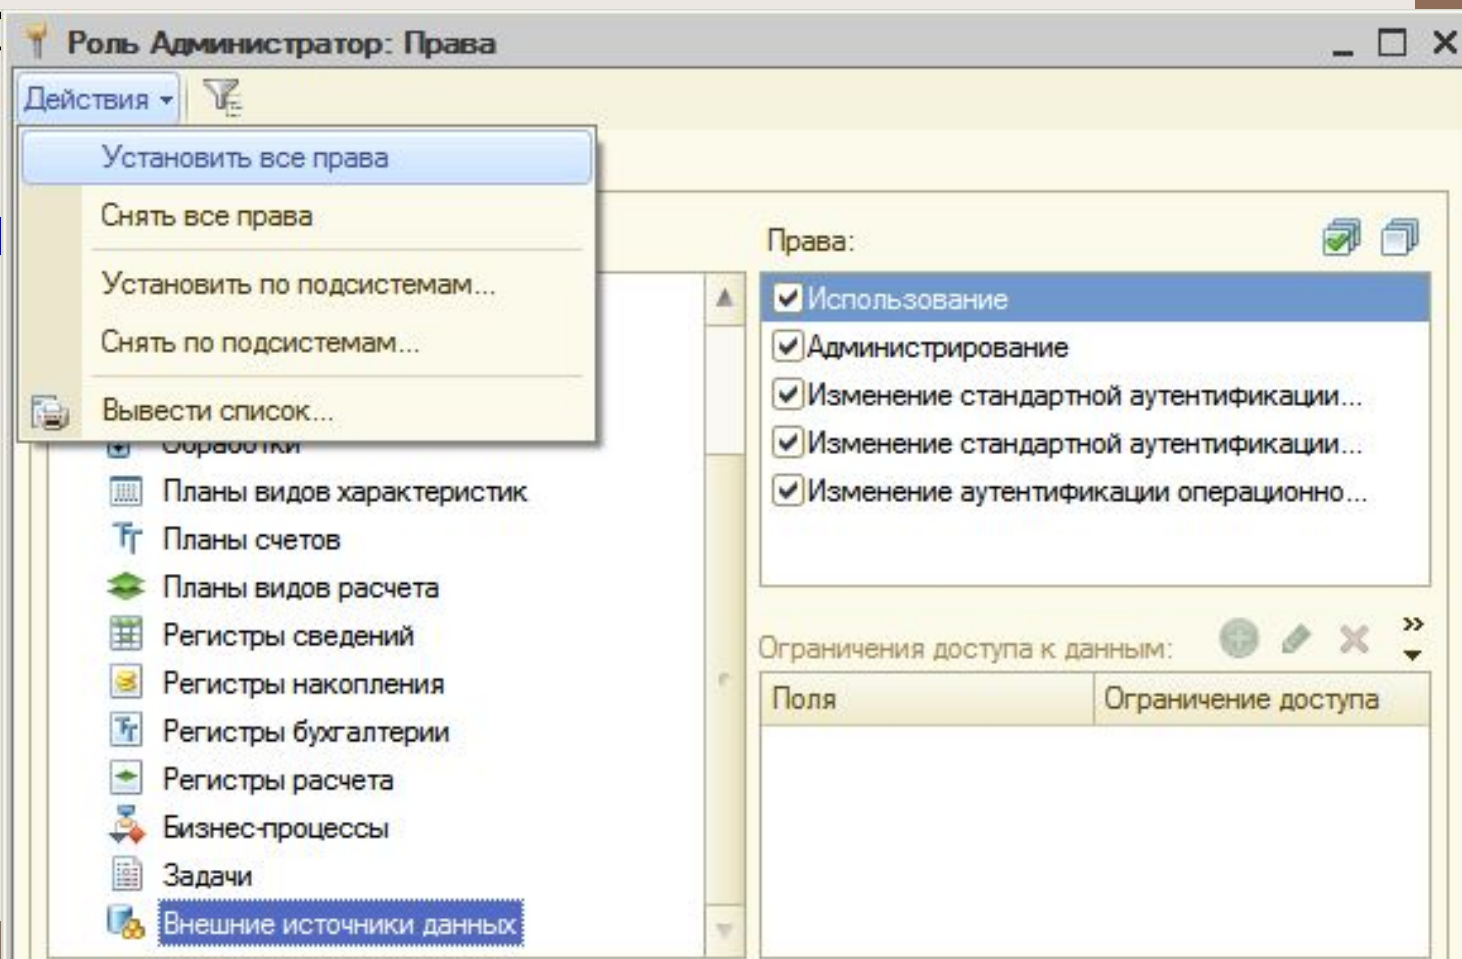 Роль Администратор: Права
Действия
Установить все права
Снять все права
Установить по подсистемам...
Снять по подсистемам...
Вывести список...
Обработки
Планы видов характеристик
Планы счетов
Планы видов расчета
Регистры сведений
Регистры накопления
Регистры бухгалтерии
Регистры расчета
Бизнес-процессы
Задачи
Внешние источники данных
Права:
Использование
Администрирование
Изменение стандартной аутентификации...
Изменение стандартной аутентификации...
Изменение аутентификации операционно...
Ограничения доступа к данным:
Поля Ограничение доступа